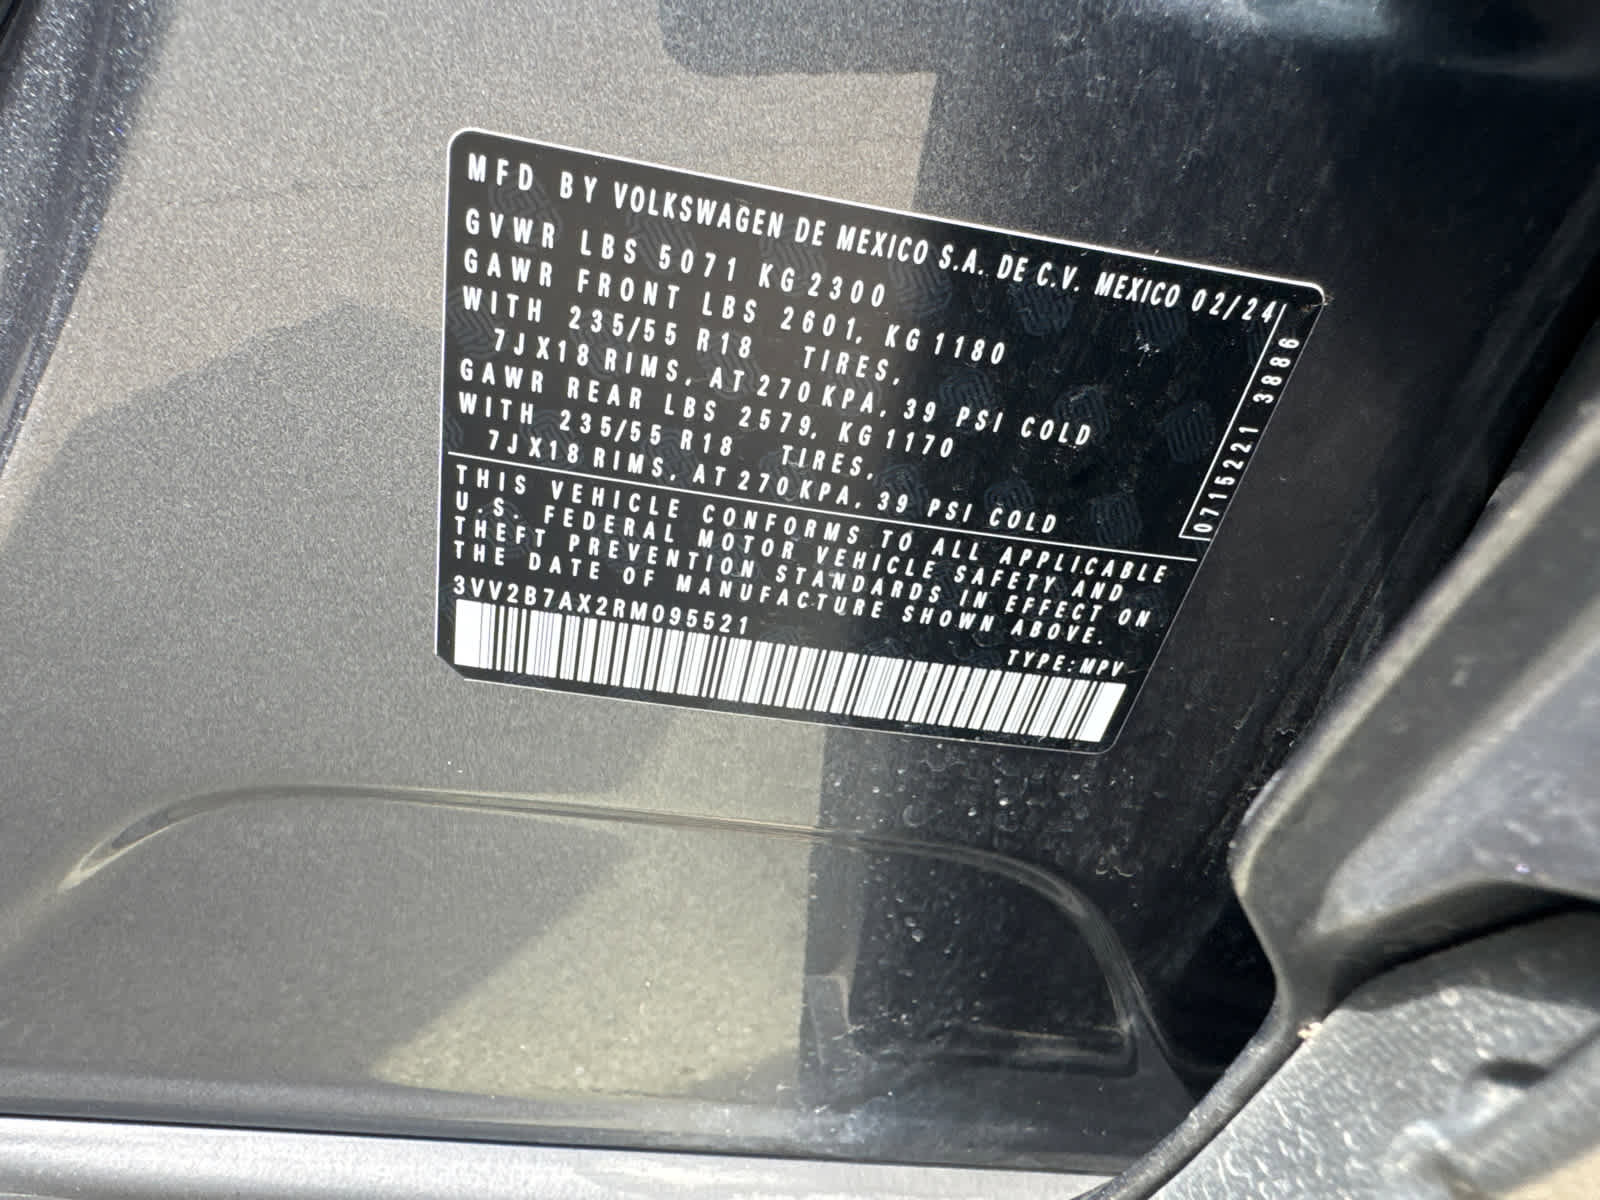 MFD BY VOLKSWAGEN DE MEXICO S.A. DE C.V. MEXICO 02/24
GVWR LBS 5071 KG 2300
GAWR FRONT LBS 2601, KG 1180
WITH 235/55 R18 TIRES,
7JX18 RIMS, AT 270 KPA, 39 PSI COLD
GAWR REAR LBS 2579, KG 1170
WITH 235/55 R18 TIRES,
7JX18 RIMS, AT 270 KPA, 39 PSI COLD
0715221 3886
THIS VEHICLE CONFORMS TO ALL APPLICABLE
U.S. FEDERAL MOTOR VEHICLE SAFETY AND
THEFT PREVENTION STANDARDS IN EFFECT ON
THE DATE OF MANUFACTURE SHOWN ABOVE.
3VV2B7AX2RM095521
TYPE: MPV